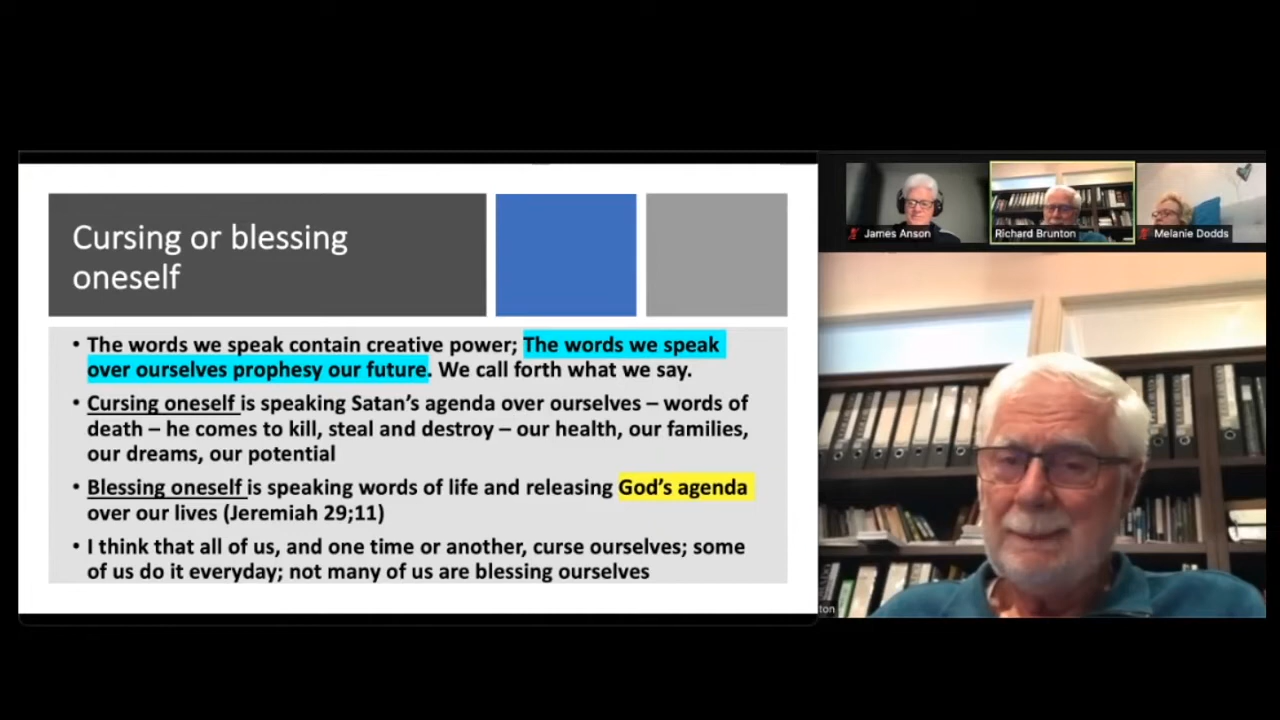 Cursing or blessing
oneself
• The words we speak contain creative power; The words we speak
over ourselves prophesy our future. We call forth what we say.
• Cursing oneself is speaking Satan's agenda over ourselves – words of
death – he comes to kill, steal and destroy – our health, our families,
our dreams, our potential
• Blessing oneself is speaking words of life and releasing God's agenda
over our lives (Jeremiah 29;11)
• I think that all of us, and one time or another, curse ourselves; some
of us do it everyday; not many of us are blessing ourselves
James Anson
Richard Brunton
Melanie Dodds
ton